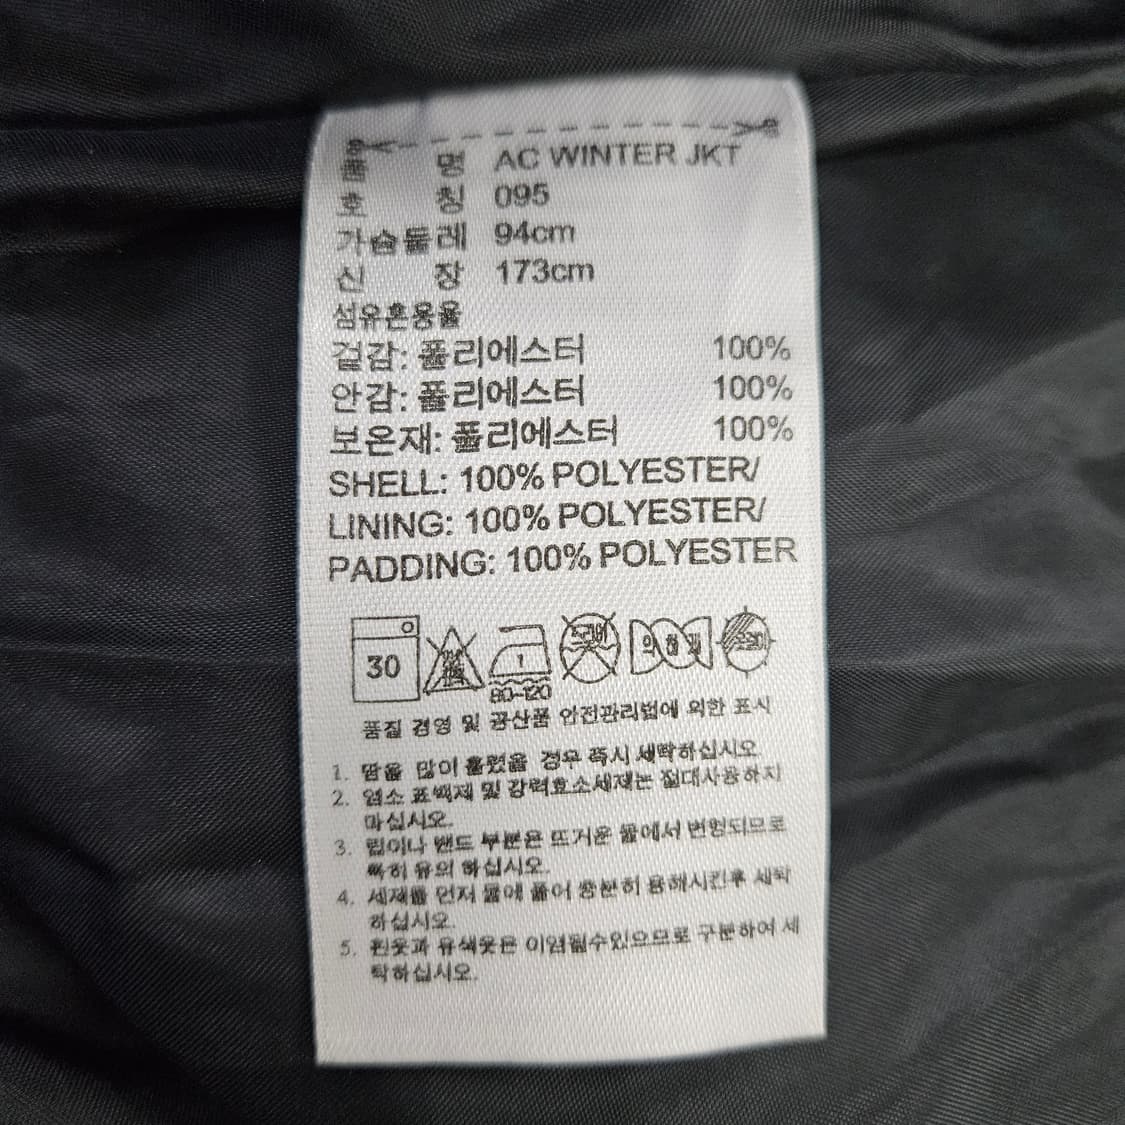 품 명 AC WINTER JKT
호 칭 095
가슴둘레 94cm
신 장 173cm
섬유혼용율
겉감: 폴리에스터 100%
안감: 폴리에스터 100%
보온재: 폴리에스터 100%
SHELL: 100% POLYESTER/
LINING: 100% POLYESTER/
PADDING: 100% POLYESTER
30 1 드라이 약하게
80-120
품질 경영 및 공산품 안전관리법에 의한 표시
1. 땀을 많이 흘렸을 경우 즉시 세탁하십시오.
2. 염소 표백제 및 강력효소세제는 절대사용하지
마십시오.
3. 립이나 밴드 부분은 뜨거운 물에서 변형되므로
특히 유의 하십시오.
4. 세제를 먼저 물에 풀어 충분히 용해시킨후 세탁
하십시오.
5. 흰옷과 유색옷은 이염될수있으므로 구분하여 세
탁하십시오.